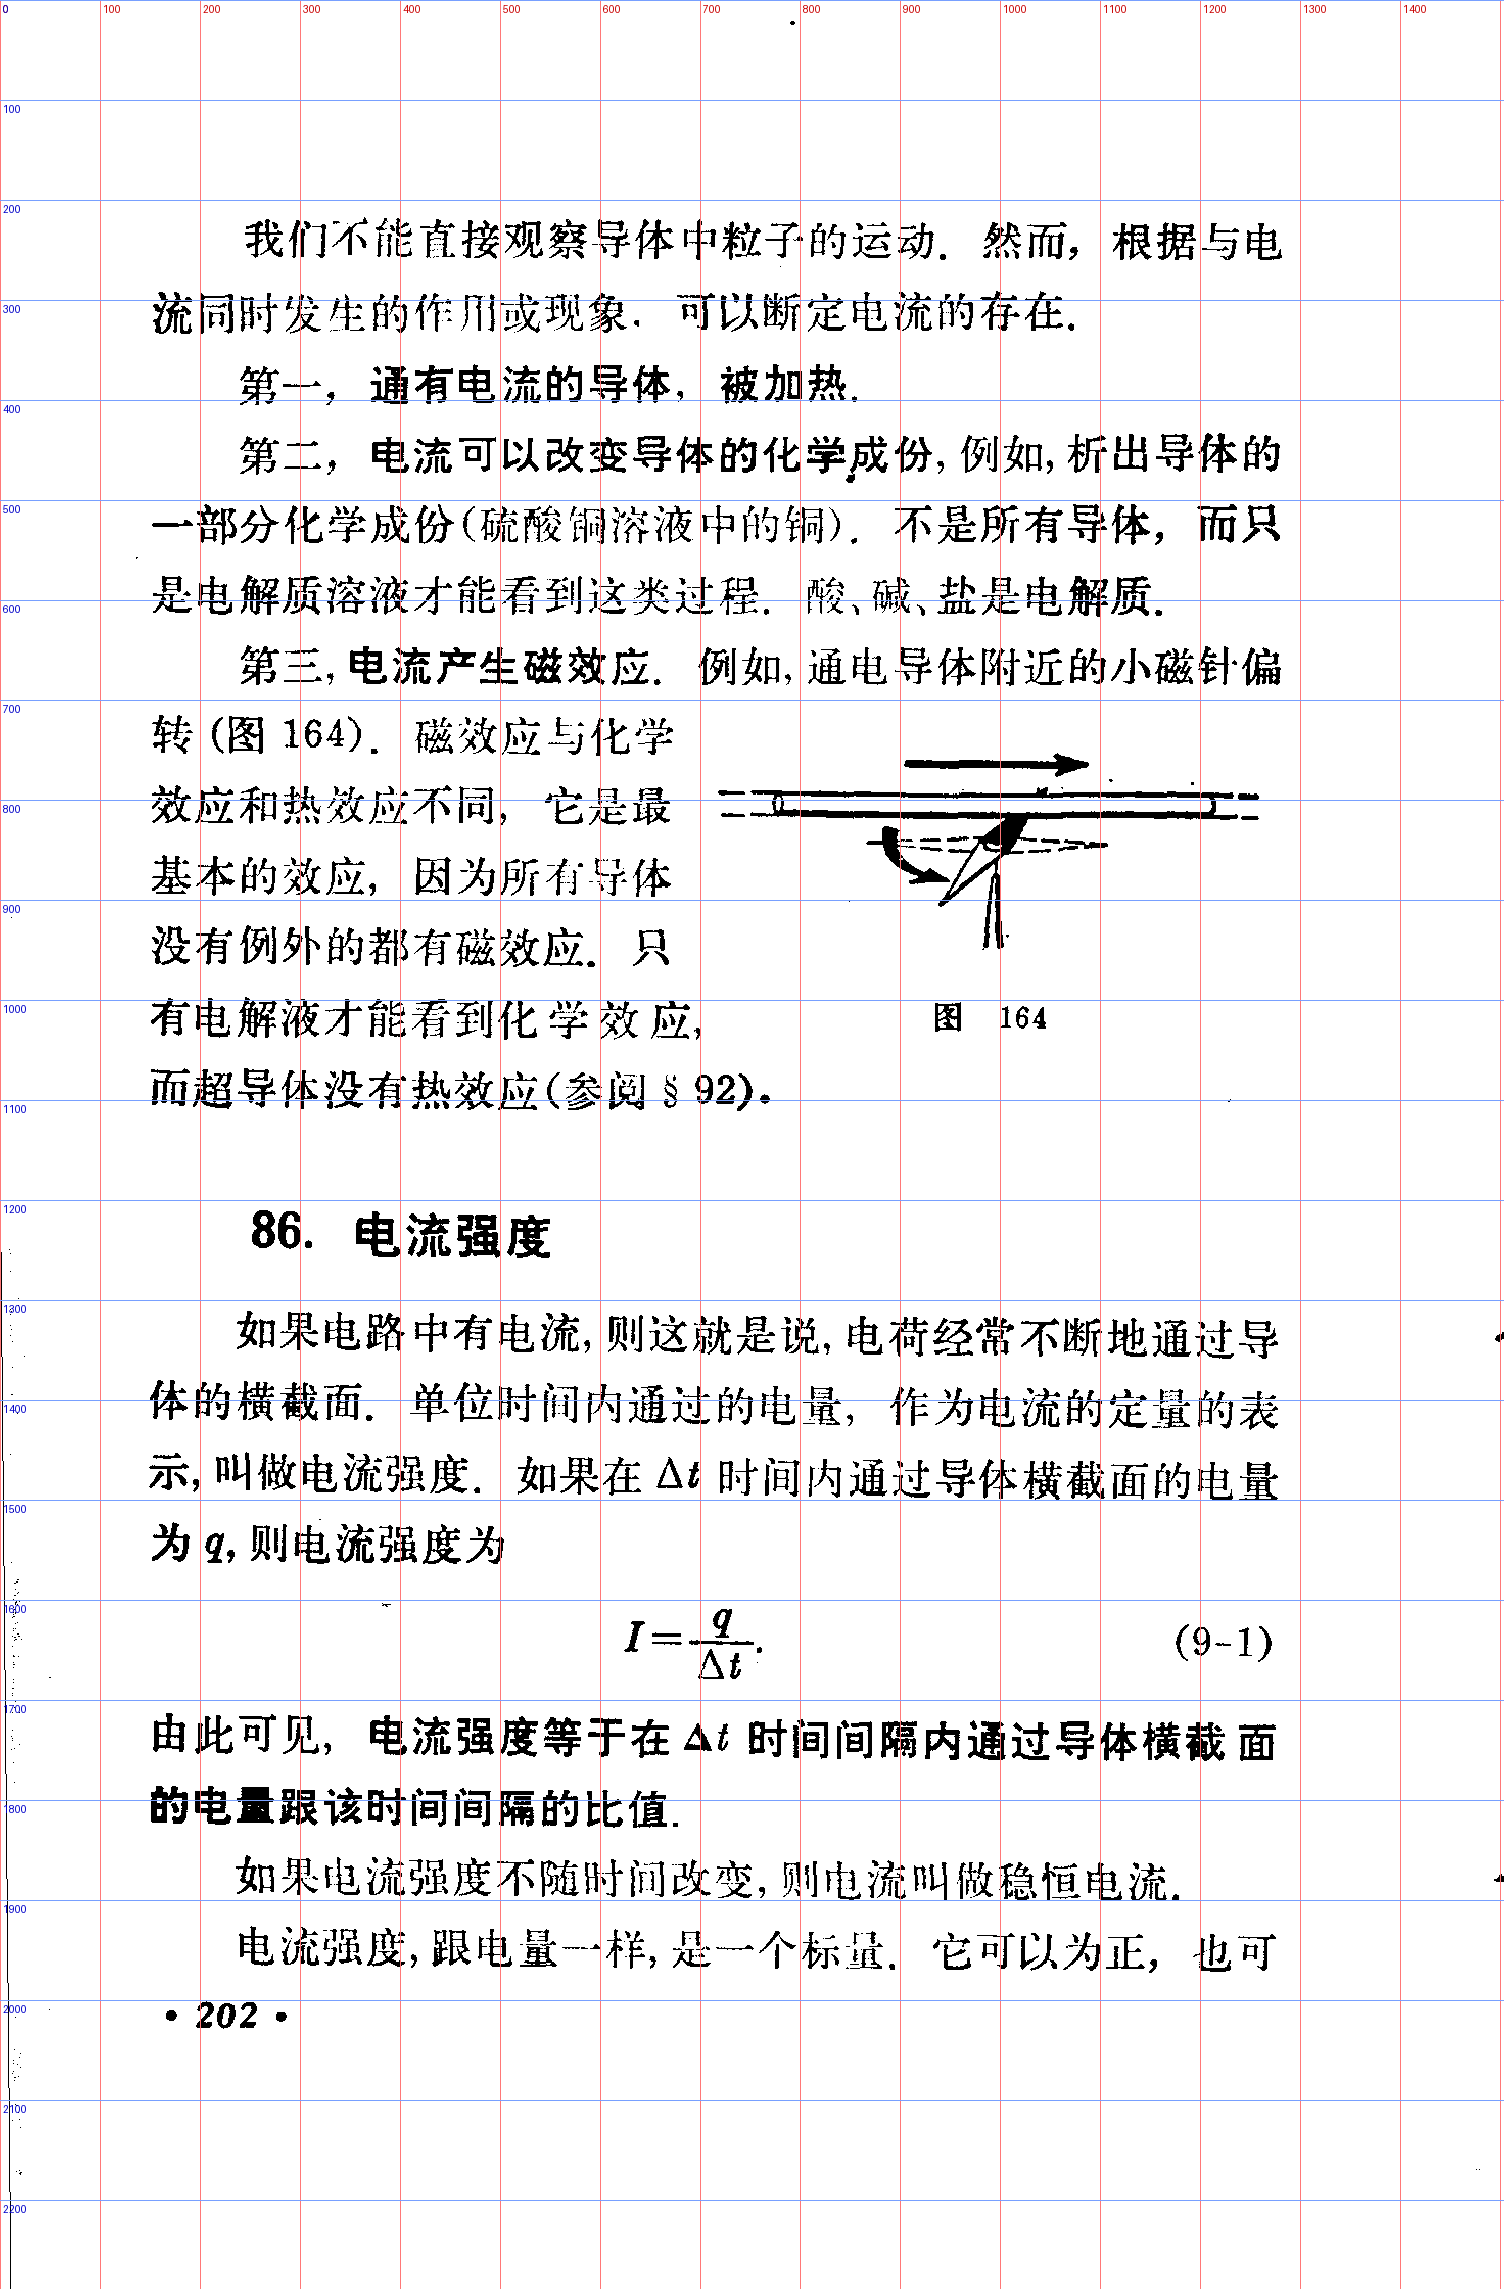 我们不能直接观察导体中粒子的运动．然而，根据与电
流同时发生的作用或现象．可以断定电流的存在．
第一，通有电流的导体，被加热．
第二，电流可以改变导体的化学成份，例如，析出导体的
一部分化学成份(硫酸铜溶液中的铜)．不是所有导体，而只
是电解质溶液才能看到这类过程．酸、碱、盐是电解质．
第三，电流产生磁效应．例如，通电导体附近的小磁针偏
转(图 164)．磁效应与化学
效应和热效应不同，它是最
基本的效应，因为所有导体
没有例外的都有磁效应．只
有电解液才能看到化学效应，
而超导体没有热效应(参阅 § 92)．
图 164
86. 电流强度
如果电路中有电流，则这就是说，电荷经常不断地通过导
体的横截面．单位时间内通过的电量，作为电流的定量的表
示，叫做电流强度．如果在 Δt 时间内通过导体横截面的电量
为 q，则电流强度为
I=q/Δt. (9-1)
由此可见，电流强度等于在 Δt 时间间隔内通过导体横截面
的电量跟该时间间隔的比值．
如果电流强度不随时间改变，则电流叫做稳恒电流．
电流强度，跟电量一样，是一个标量．它可以为正，也可
• 202 •